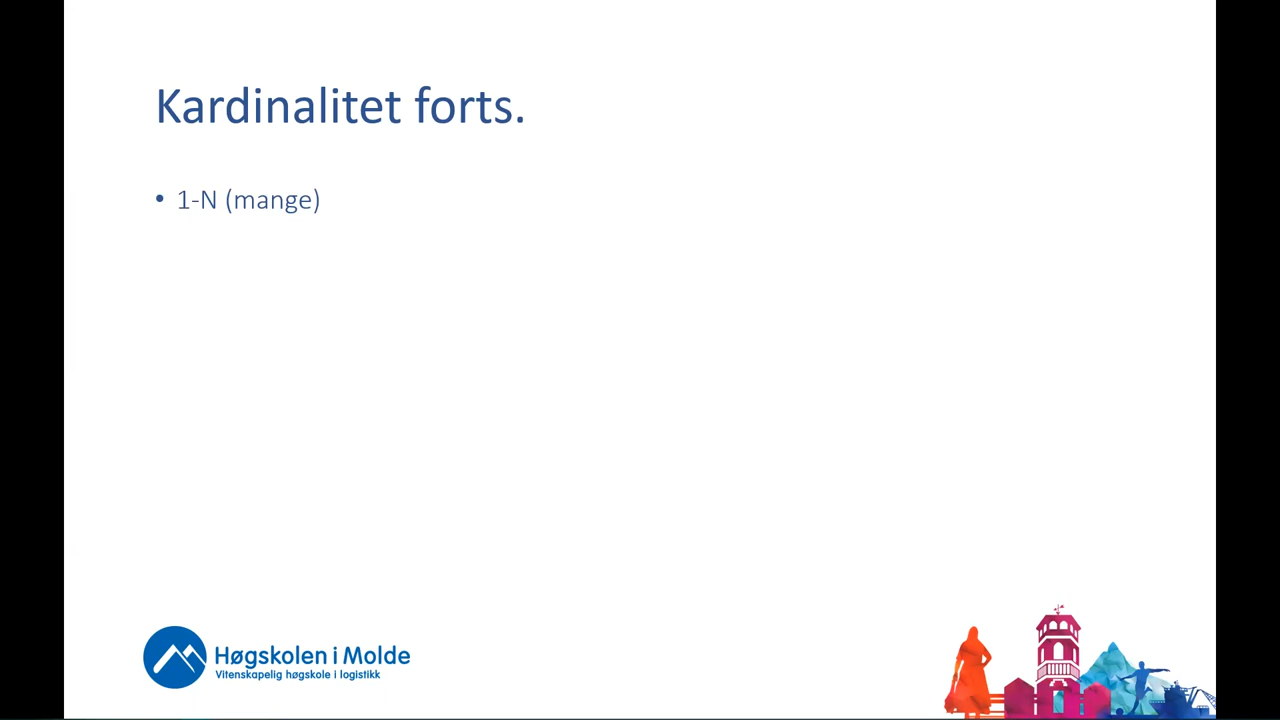 Kardinalitet forts.
• 1-N (mange)
Høgskolen i Molde
Vitenskapelig høgskole i logistikk